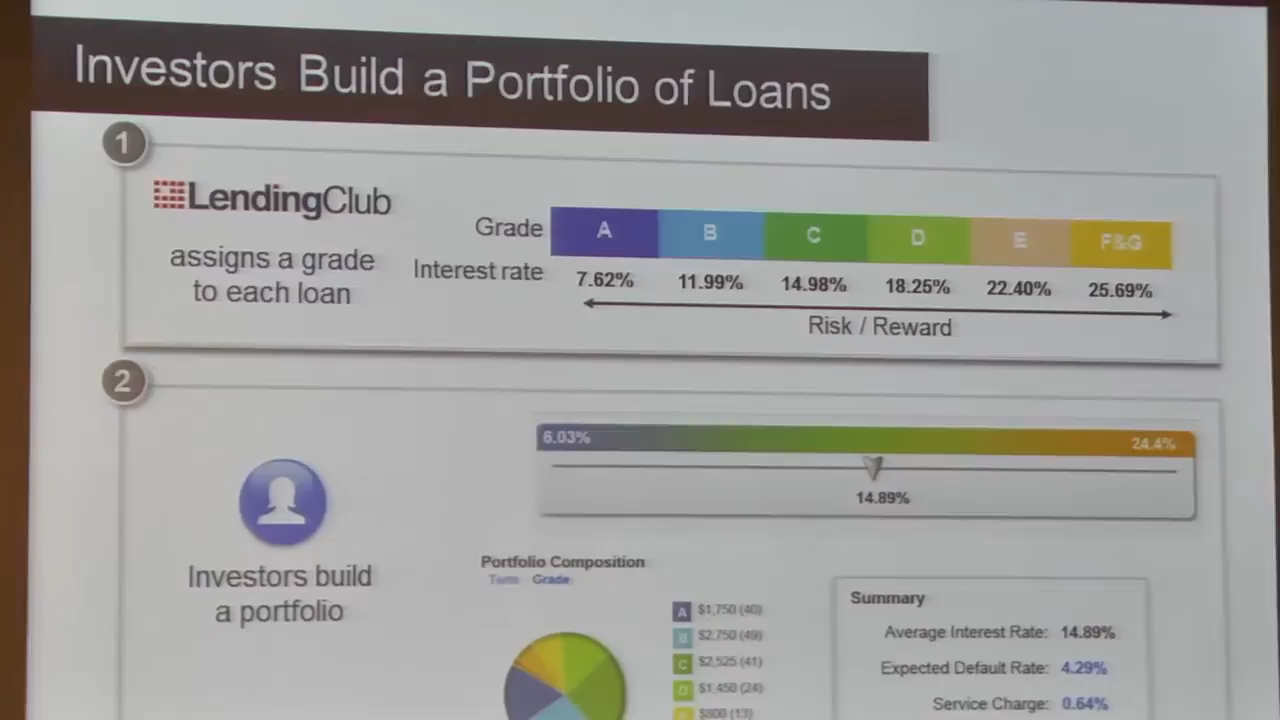 Investors Build a Portfolio of Loans
1
LendingClub
assigns a grade
to each loan
Grade A B C D E F&G
Interest rate 7.62% 11.99% 14.98% 18.25% 22.40% 25.69%
Risk / Reward
2
Investors build
a portfolio
6.03% 24.4%
14.89%
Portfolio Composition
Term Grade
A $1,750 (40)
B $2,750 (49)
C $2,525 (41)
D $1,450 (24)
$800 (13)
Summary
Average Interest Rate: 14.89%
Expected Default Rate: 4.29%
Service Charge: 0.64%